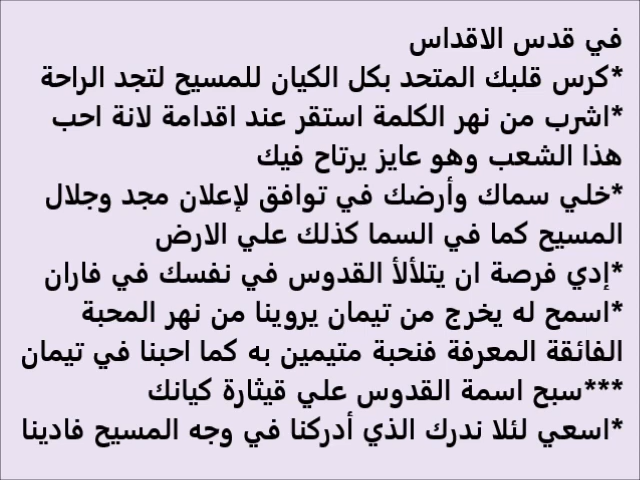 في قدس الاقداس
*كرس قلبك المتحد بكل الكيان للمسيح لتجد الراحة
*اشرب من نهر الكلمة استقر عند اقدامة لانة احب
هذا الشعب وهو عايز يرتاح فيك
*خلي سماك وأرضك في توافق لإعلان مجد وجلال
المسيح كما في السما كذلك علي الارض
*إدي فرصة ان يتلألأ القدوس في نفسك في فاران
*اسمح له يخرج من تيمان يروينا من نهر المحبة
الفائقة المعرفة فنحبة متيمين به كما احبنا في تيمان
***سبح اسمة القدوس علي قيثارة كيانك
*اسعي لئلا ندرك الذي أدركنا في وجه المسيح فادينا